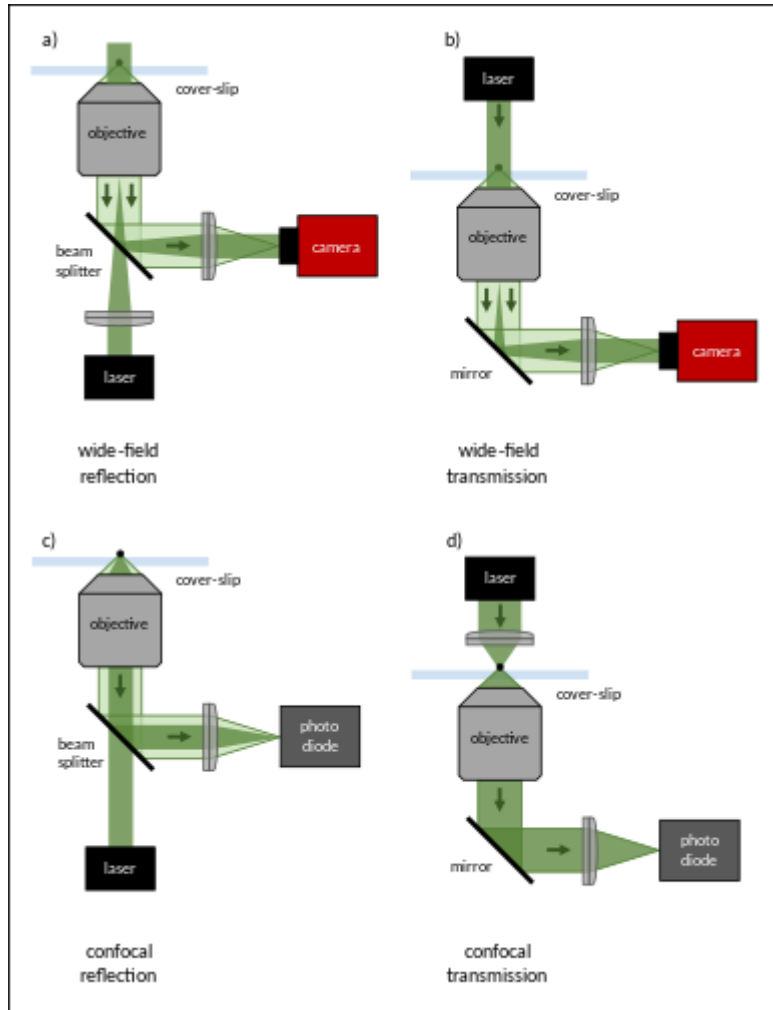 a)
cover-slip
objective
beam
splitter
camera
laser
wide-field
reflection
b)
laser
cover-slip
objective
mirror
camera
wide-field
transmission
c)
cover-slip
objective
beam
splitter
photo
diode
laser
confocal
reflection
d)
laser
cover-slip
objective
mirror
photo
diode
confocal
transmission